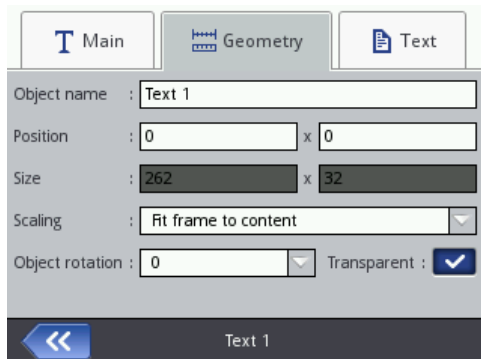 Main Geometry Text
Object name : Text 1
Position : 0 x 0
Size : 262 x 32
Scaling : Fit frame to content
Object rotation : 0 Transparent :
Text 1